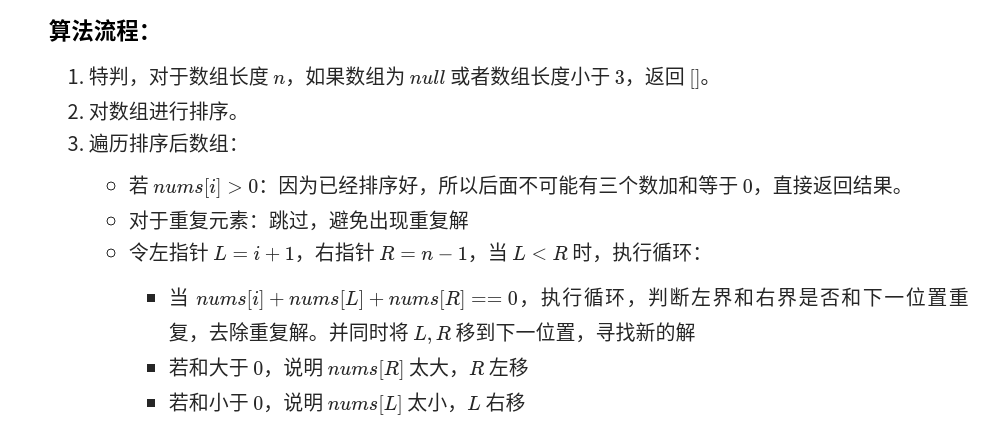 算法流程：
1. 特判，对于数组长度 n，如果数组为 null 或者数组长度小于 3，返回 []。
2. 对数组进行排序。
3. 遍历排序后数组：
○ 若 nums[i] > 0：因为已经排序好，所以后面不可能有三个数加和等于 0，直接返回结果。
○ 对于重复元素：跳过，避免出现重复解
○ 令左指针 L = i + 1，右指针 R = n − 1，当 L < R 时，执行循环：
■ 当 nums[i] + nums[L] + nums[R] == 0，执行循环，判断左界和右界是否和下一位置重
复，去除重复解。并同时将 L, R 移到下一位置，寻找新的解
■ 若和大于 0，说明 nums[R] 太大，R 左移
■ 若和小于 0，说明 nums[L] 太小，L 右移